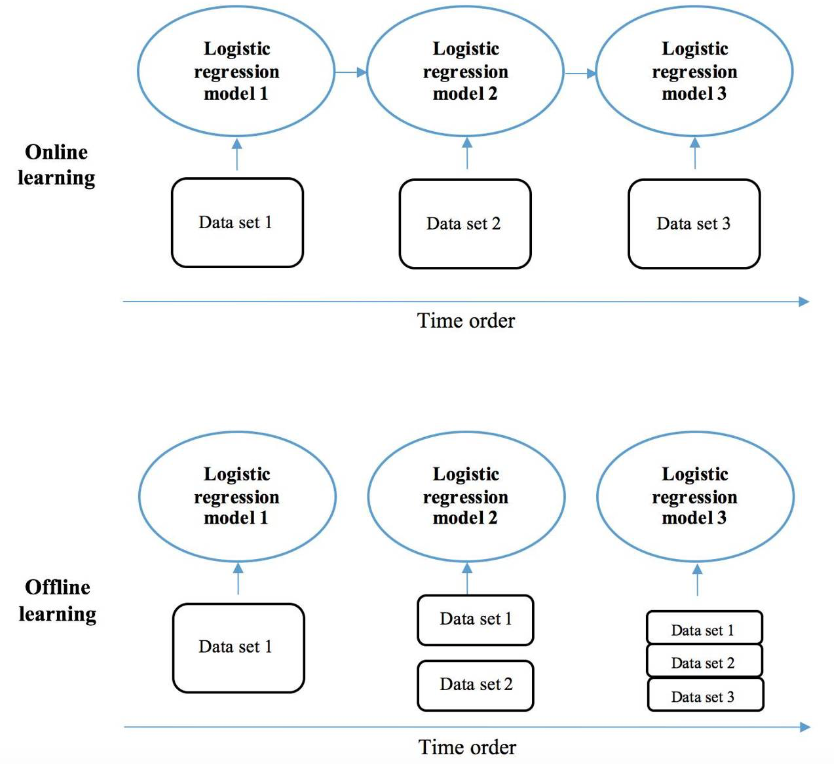 Logistic
regression
model 1
Logistic
regression
model 2
Logistic
regression
model 3
Online
learning
Data set 1
Data set 2
Data set 3
Time order
Logistic
regression
model 1
Logistic
regression
model 2
Logistic
regression
model 3
Offline
learning
Data set 1
Data set 1
Data set 2
Data set 1
Data set 2
Data set 3
Time order